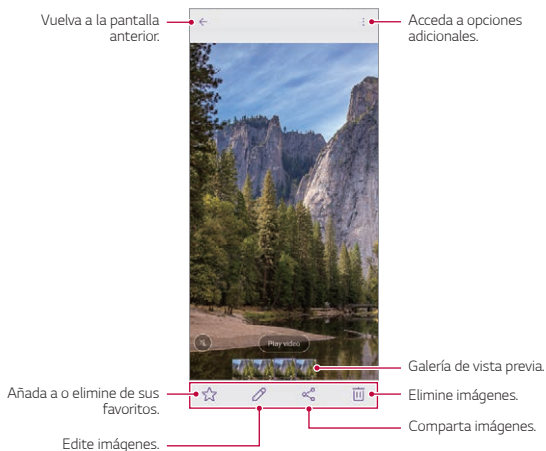 Vuelva a la pantalla
anterior.
Acceda a opciones
adicionales.
Play video
Galería de vista previa.
Añada a o elimine de sus
favoritos.
Elimine imágenes.
Comparta imágenes.
Edite imágenes.